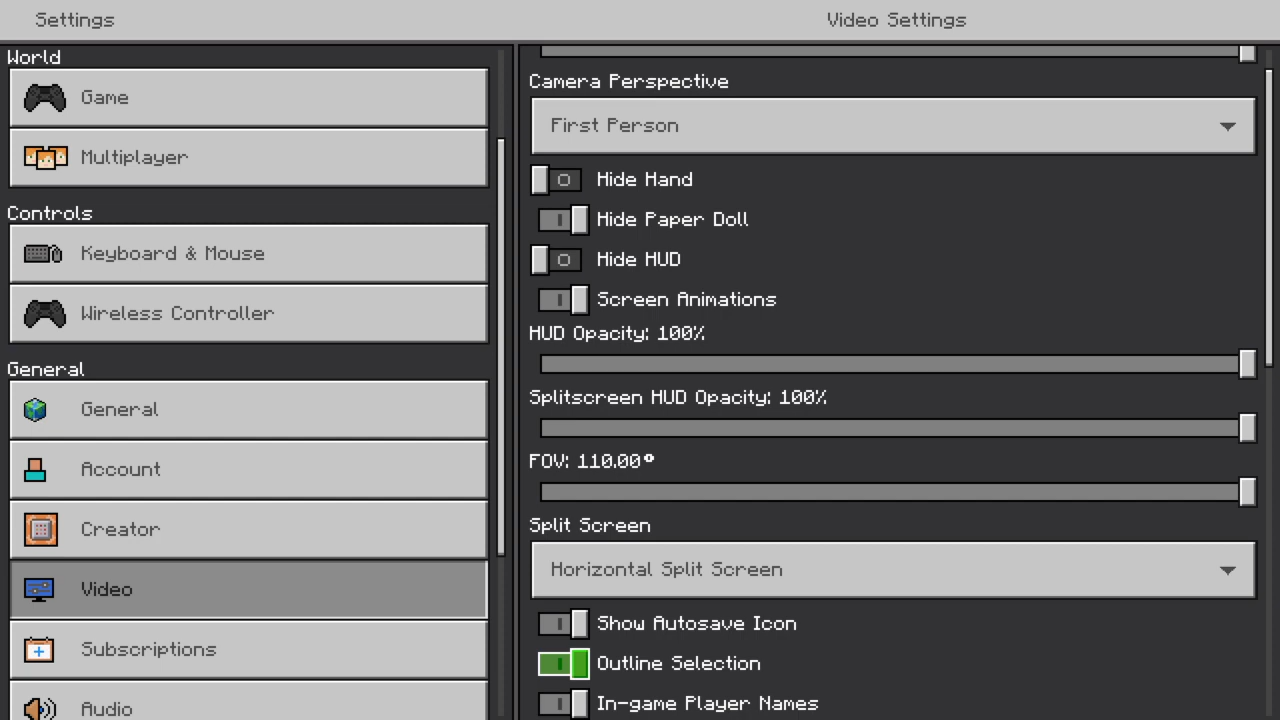 Settings
Video Settings
World
Game
Multiplayer
Controls
Keyboard & Mouse
Wireless Controller
General
General
Account
Creator
Video
Subscriptions
Audio
Camera Perspective
First Person
Hide Hand
Hide Paper Doll
Hide HUD
Screen Animations
HUD Opacity: 100%
Splitscreen HUD Opacity: 100%
FOV: 110.00°
Split Screen
Horizontal Split Screen
Show Autosave Icon
Outline Selection
In-game Player Names